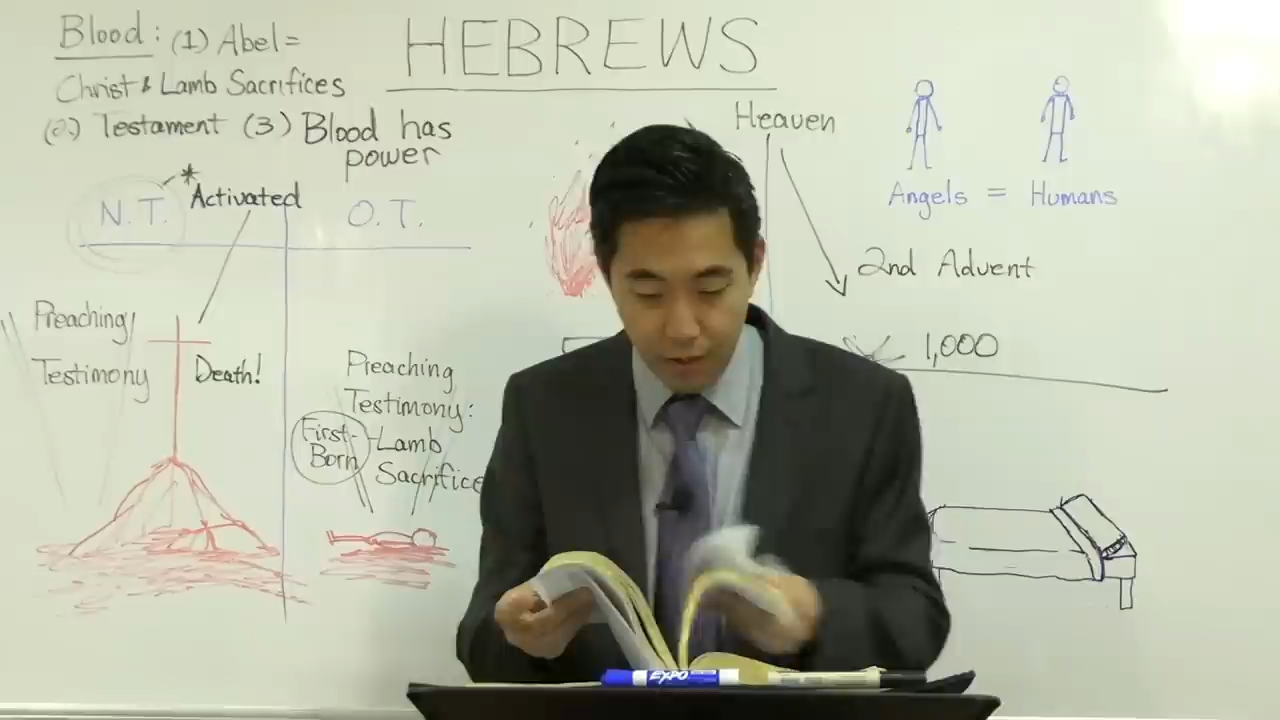 HEBREWS
Blood: (1) Abel =
Christ & Lamb Sacrifices
(2) Testament (3) Blood has
power
N.T. *Activated
O.T.
Preaching
Testimony
Death!
Preaching
Testimony:
First-
Born
-Lamb
Sacrifice
Heaven
Angels = Humans
2nd Advent
1,000
EXPO